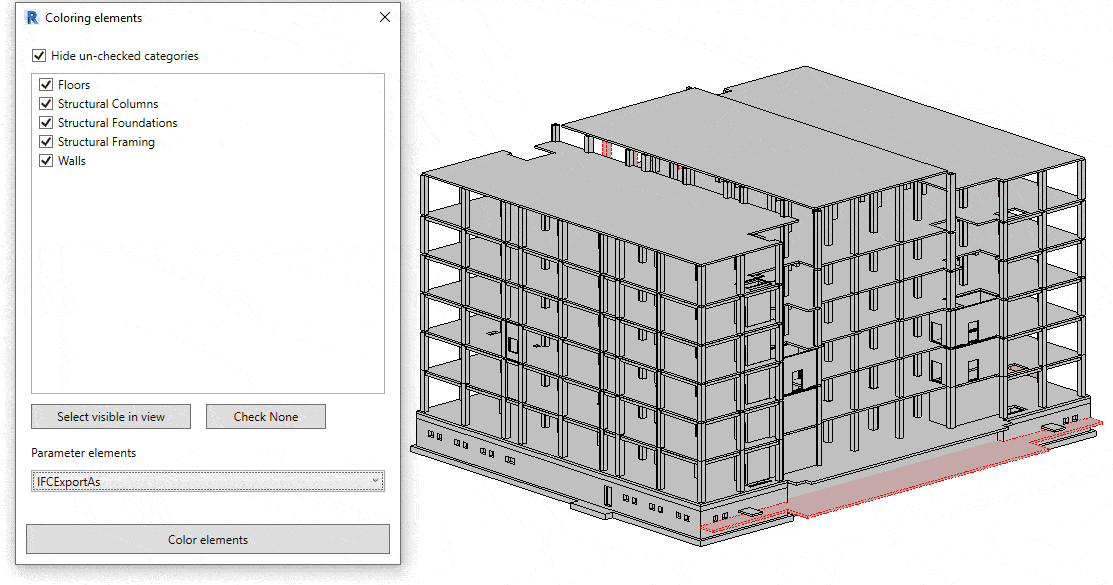 Coloring elements
Hide un-checked categories
Floors
Structural Columns
Structural Foundations
Structural Framing
Walls
Select visible in view
Check None
Parameter elements
IFCExportAs
Color elements